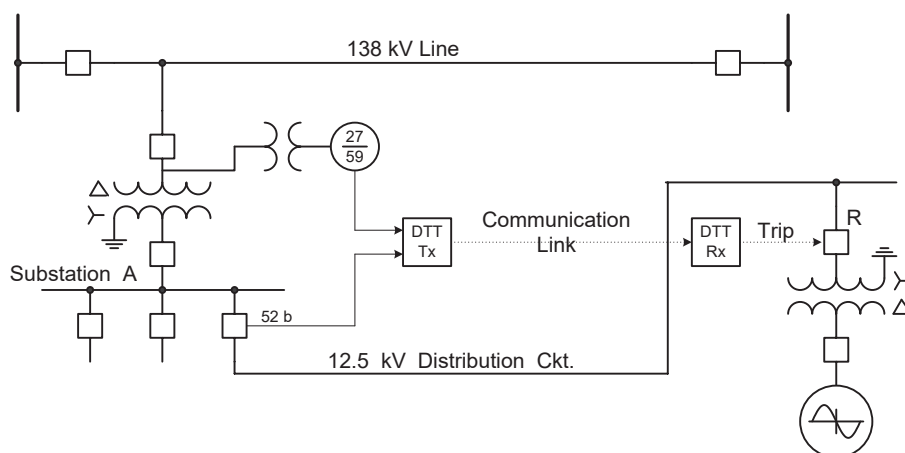 138 kV Line
27
59
DTT
Tx
Communication
Link
DTT
Rx
Trip
R
Substation A
52 b
12.5 kV Distribution Ckt.